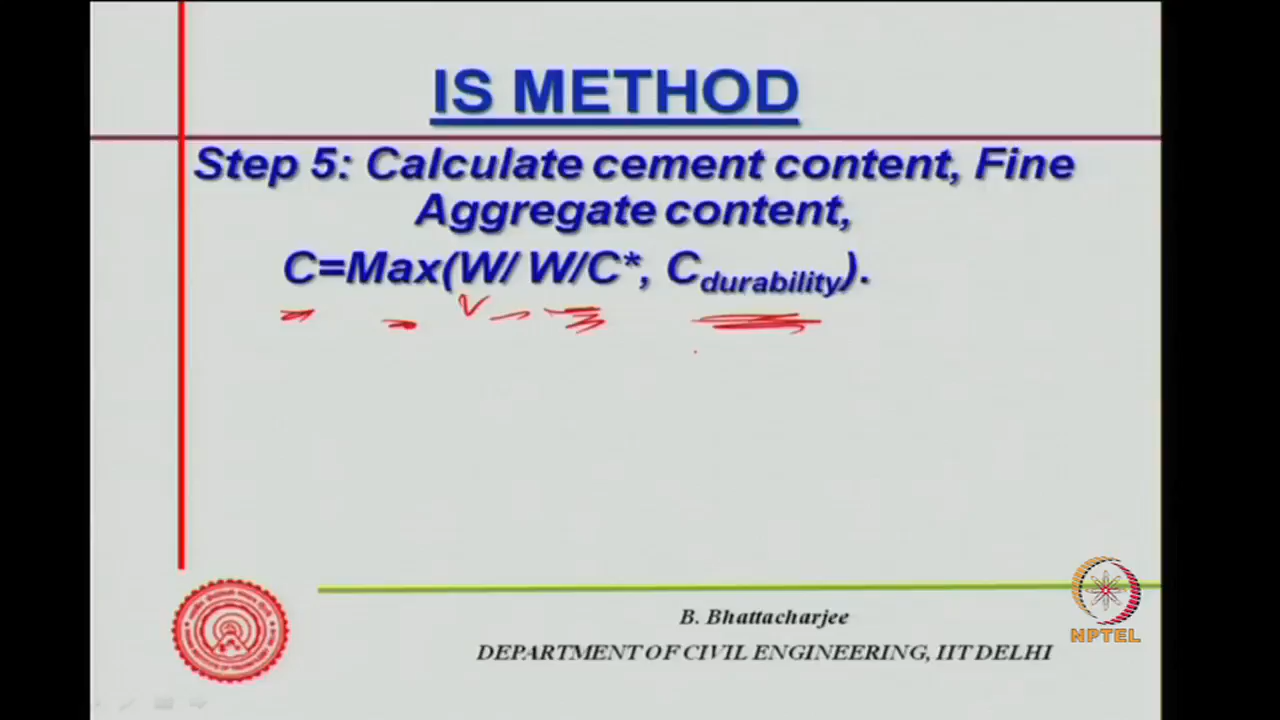 IS METHOD
Step 5: Calculate cement content, Fine
Aggregate content,
C=Max(W/ W/C*, C durability).
B. Bhattacharjee
DEPARTMENT OF CIVIL ENGINEERING, IIT DELHI
NPTEL